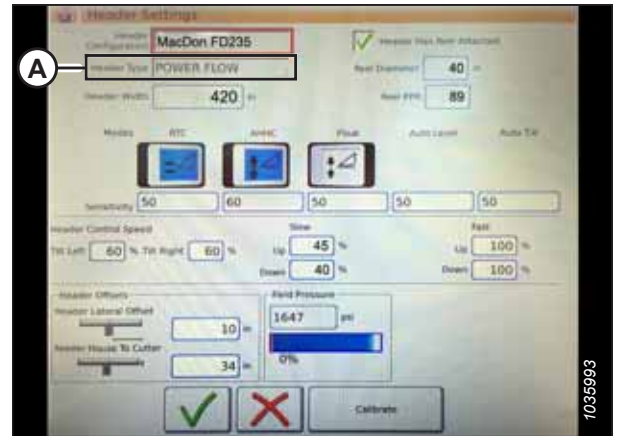 Header Settings
Header
Configuration MacDon FD235
Header Has Reel Attached
A
Header Type POWER FLOW
Reel Diameter 40 in
Header Width 420 in
Reel PPR 89
Modes RTC AHHC Float Auto Level Auto Tilt
Sensitivity 50 60 50 50 50
Header Control Speed Slow Fast
Tilt Left 60 % Tilt Right 60 % Up 45 % Up 100 %
Down 40 % Down 100 %
Header Offsets Field Pressure
Header Lateral Offset
1647 psi
10 in
Feeder House To Cutter
0%
34 in
Calibrate
1035993